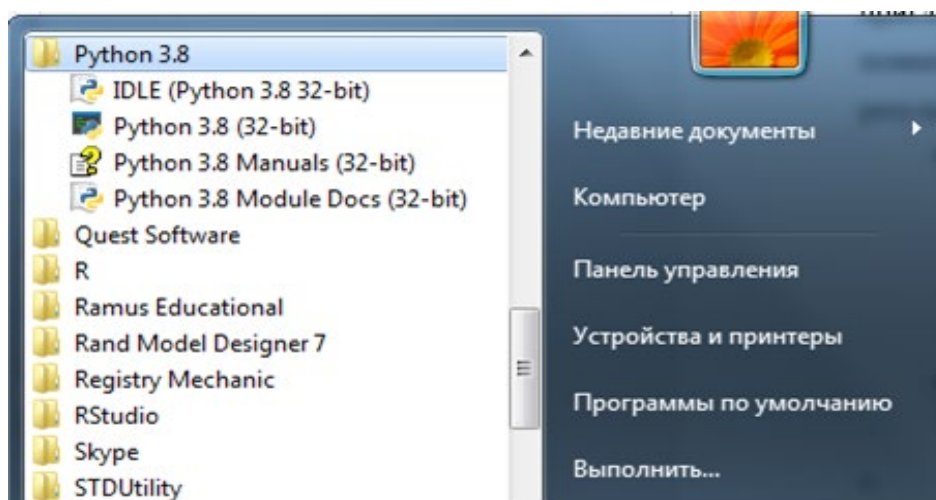 Python 3.8
IDLE (Python 3.8 32-bit)
Python 3.8 (32-bit)
Python 3.8 Manuals (32-bit)
Python 3.8 Module Docs (32-bit)
Quest Software
R
Ramus Educational
Rand Model Designer 7
Registry Mechanic
RStudio
Skype
STDUtility
Недавние документы
Компьютер
Панель управления
Устройства и принтеры
Программы по умолчанию
Выполнить...